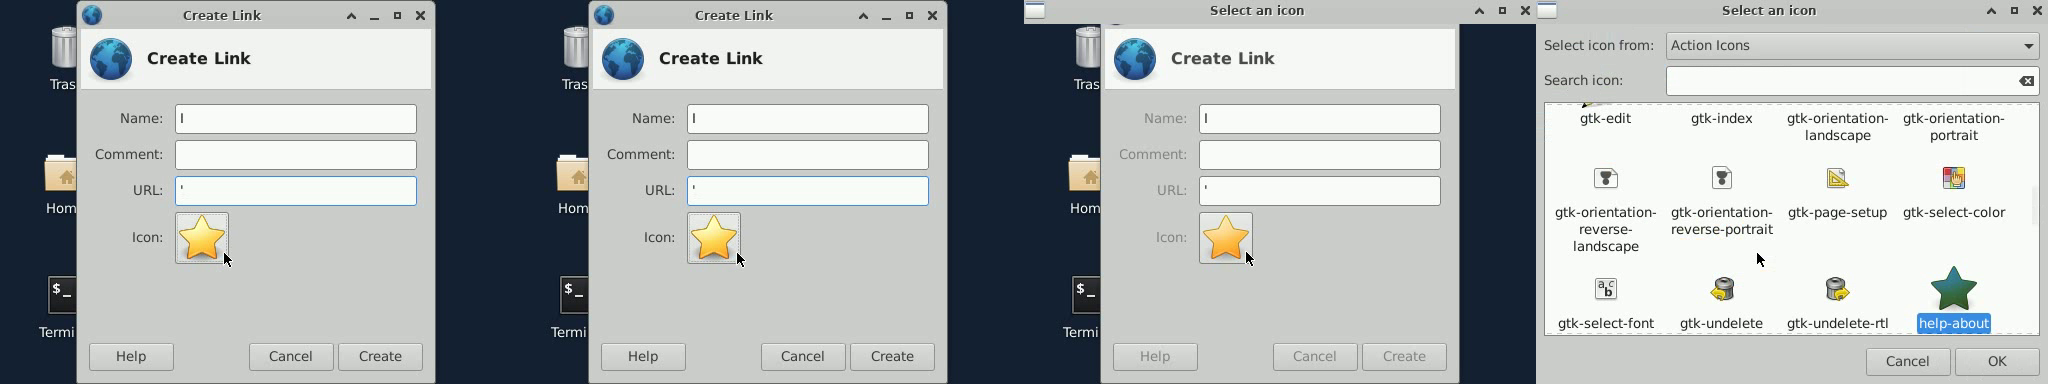 Create Link
Create Link
Name: l
Comment:
URL: '
Icon:
Help Cancel Create
Tras
Hom
$_
Termi
Create Link
Create Link
Name: l
Comment:
URL: '
Icon:
Help Cancel Create
Tras
Hom
$_
Termi
Select an icon
Create Link
Name: l
Comment:
URL: '
Icon:
Help Cancel Create
Tras
Hom
$_
Termi
Select an icon
Select icon from: Action Icons
Search icon:
gtk-edit
gtk-index
gtk-orientation-
landscape
gtk-orientation-
portrait
gtk-orientation-
reverse-
landscape
gtk-orientation-
reverse-portrait
gtk-page-setup
gtk-select-color
a b c
gtk-select-font
gtk-undelete
gtk-undelete-rtl
help-about
Cancel OK